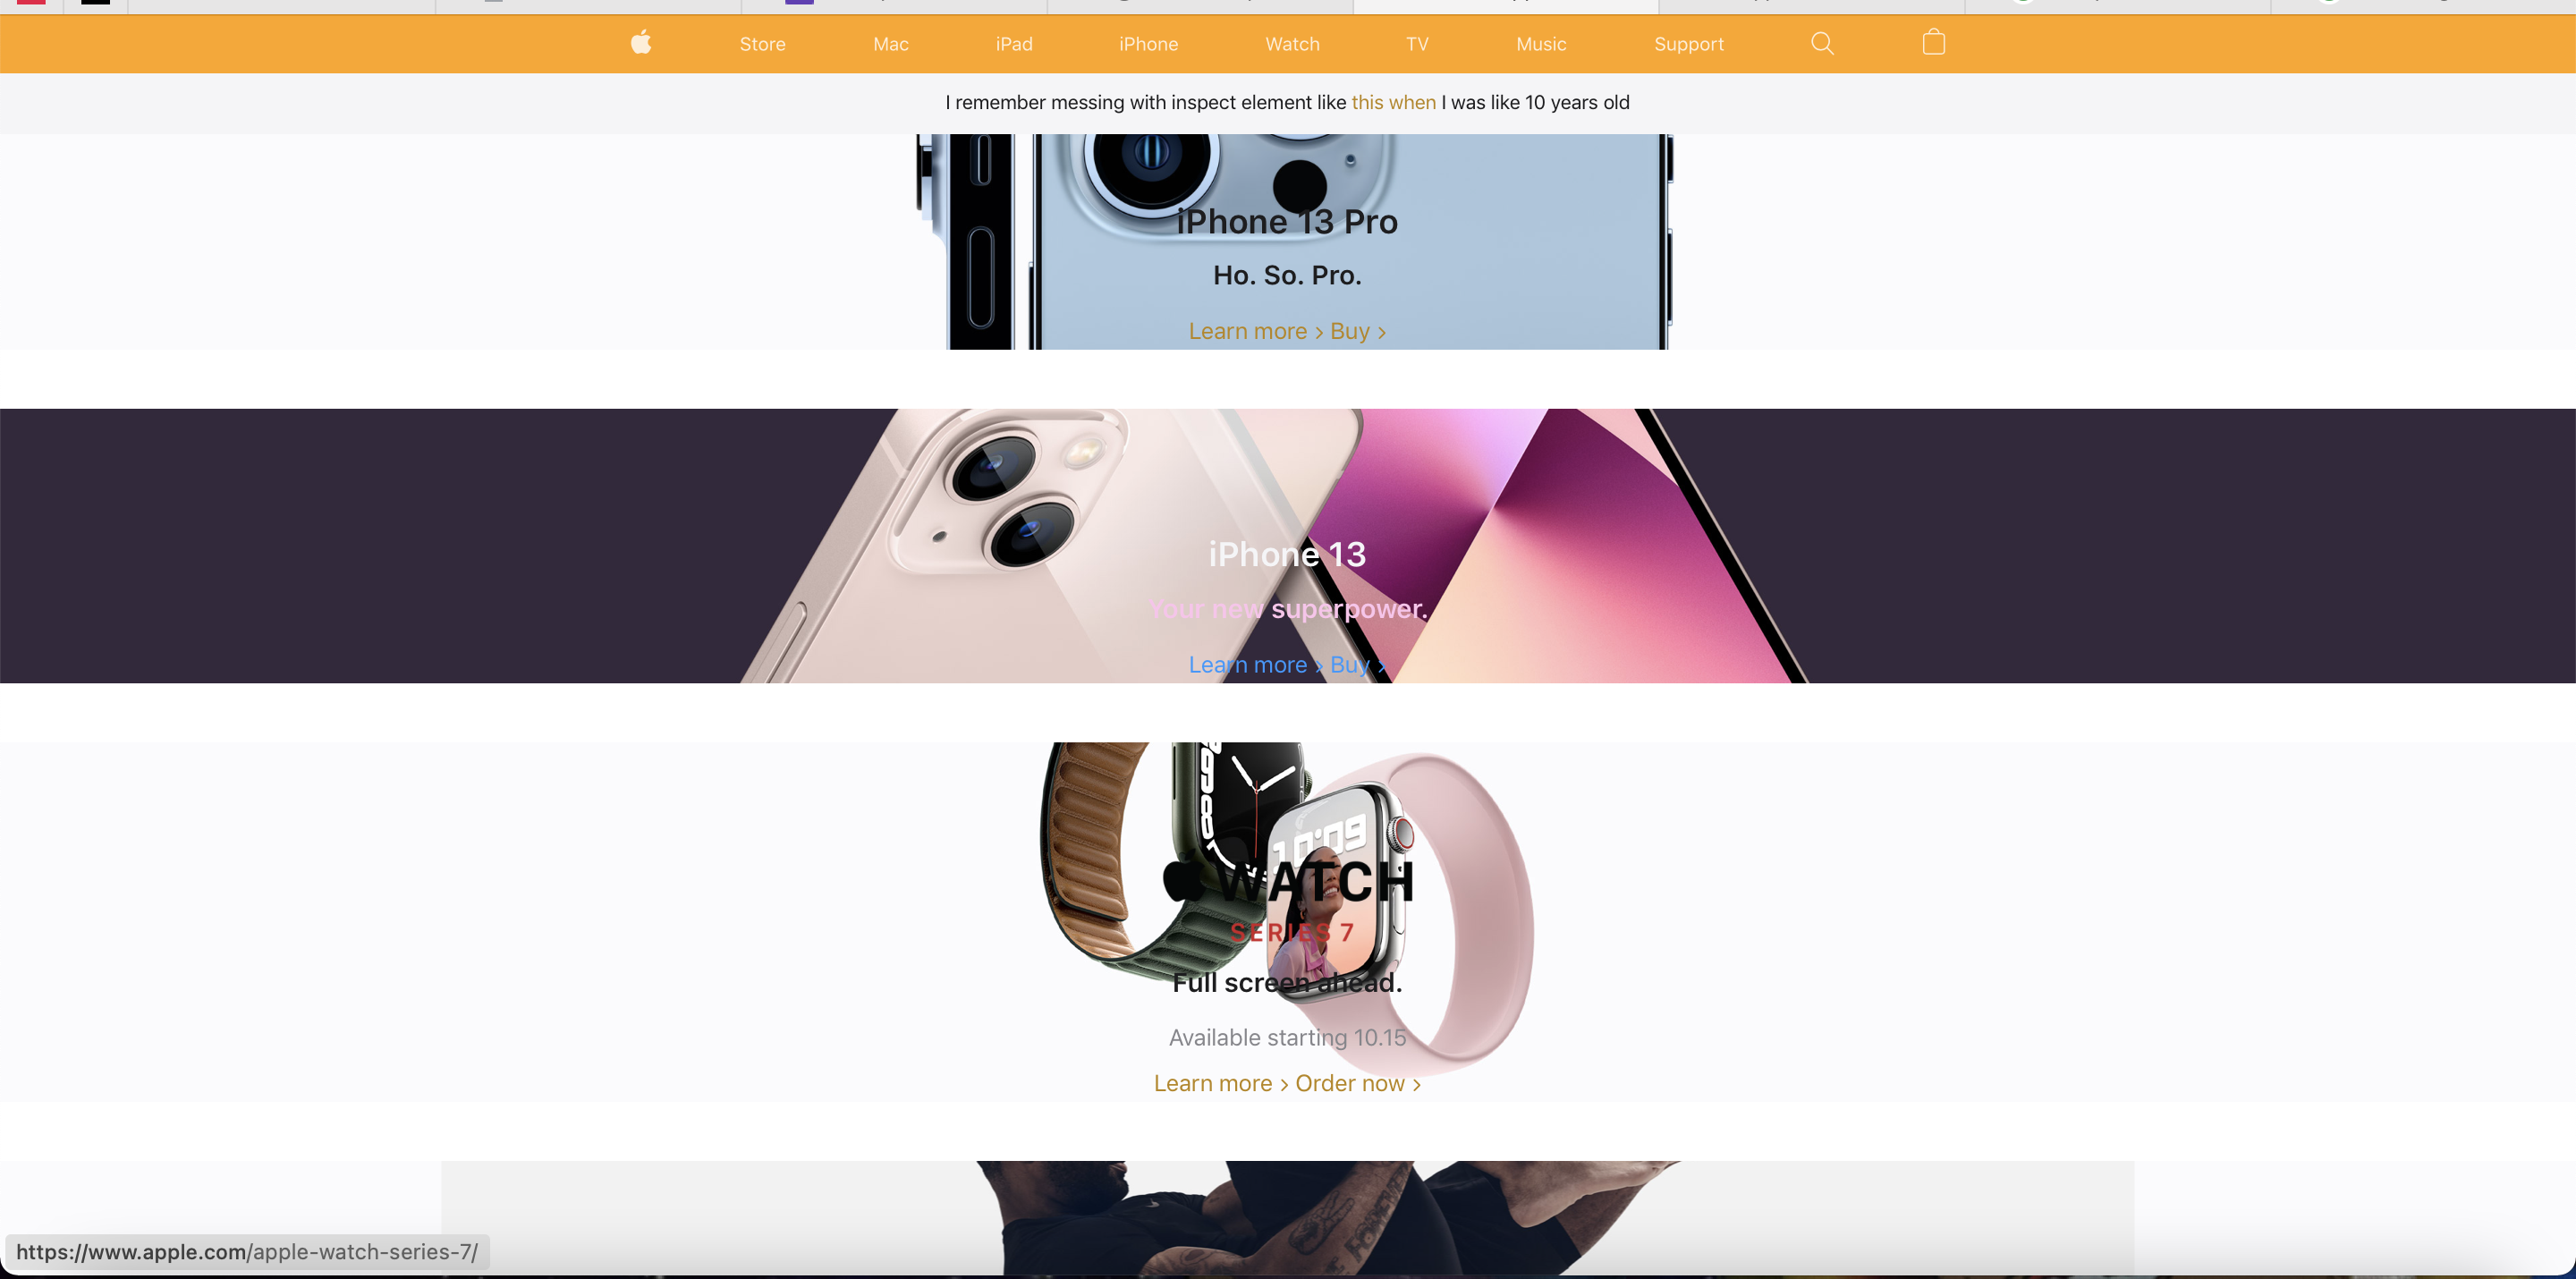 Store Mac iPad iPhone Watch TV Music Support
I remember messing with inspect element like this when I was like 10 years old
iPhone 13 Pro
Ho. So. Pro.
Learn more > Buy >
iPhone 13
Your new superpower.
Learn more > Buy >
10:09
WATCH
SERIES 7
Full screen ahead.
Available starting 10.15
Learn more > Order now >
https://www.apple.com/apple-watch-series-7/